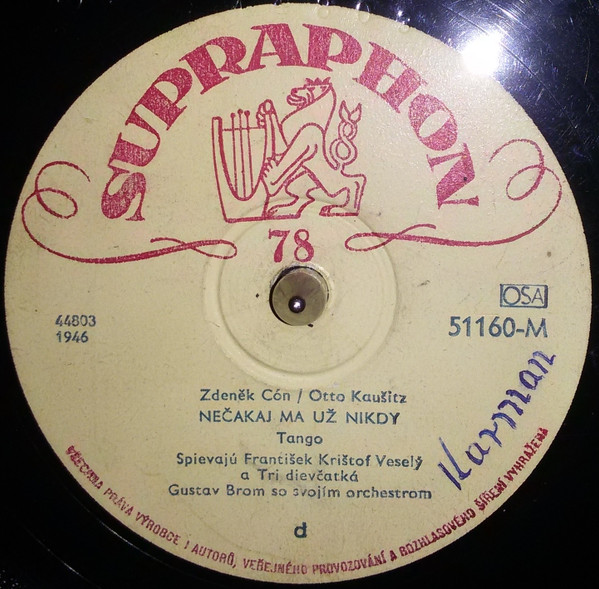 SUPRAPHON
78
OSA
44803
1946
51160-M
Zdeněk Cón / Otto Kaušitz
NEČAKAJ MA UŽ NIKDY
Tango
Spievajú František Krištof Veselý
a Tri dievčatká
Gustav Brom so svojím orchestrom
d
Karman
VŠECHNA PRÁVA VÝROBCE I AUTORŮ, VEŘEJNÉHO PROVOZOVÁNÍ A ROZHLASOVÉHO ŠÍŘENÍ VYHRAŽENA